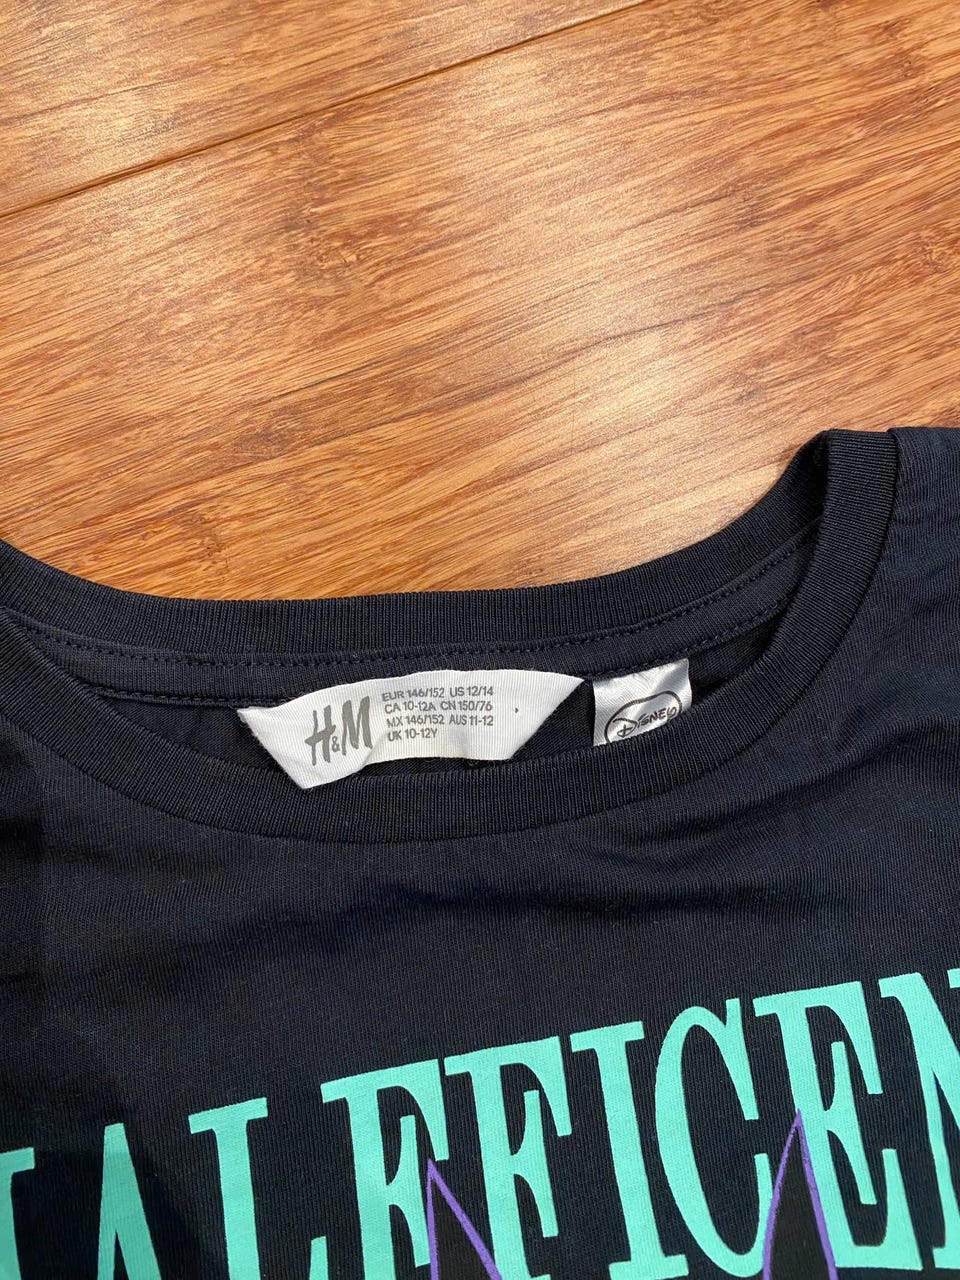 H&M
EUR 146/152 US 12/14
CA 10-12A CN 150/76
MX 146/152 AUS 11-12
UK 10-12Y
DISNEY
MALEFICEN